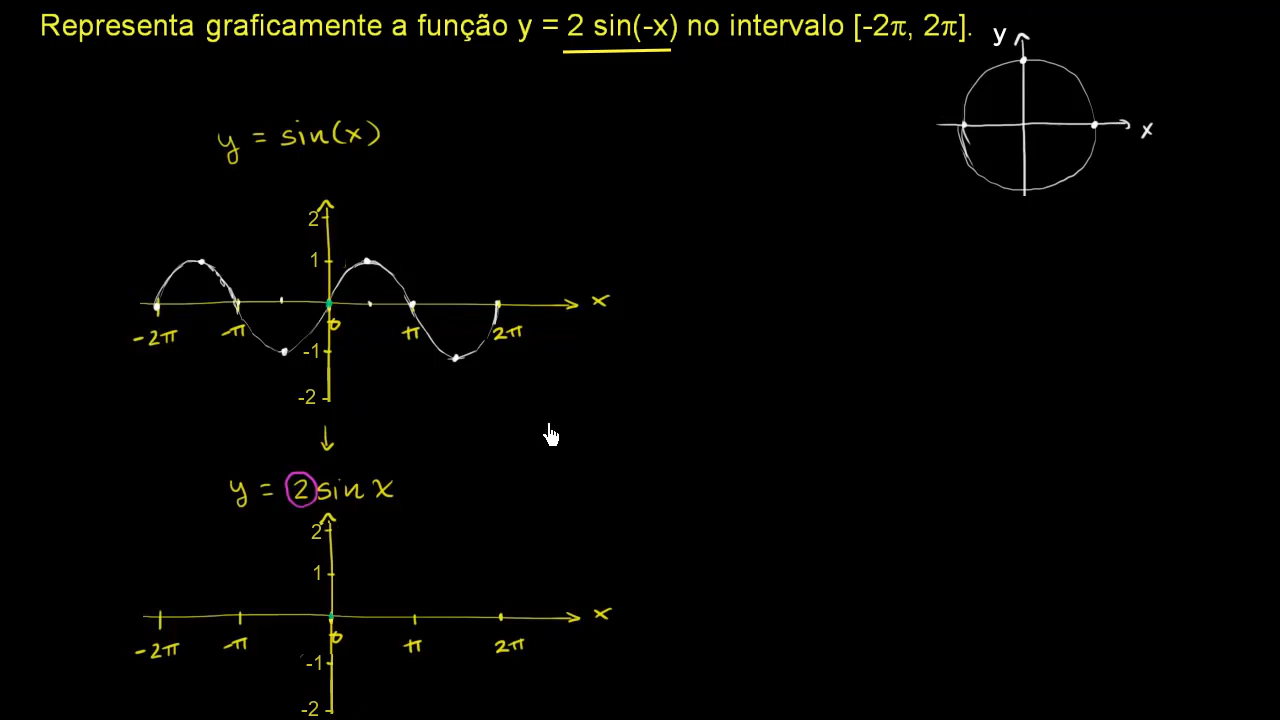 Representa graficamente a função y = 2 sin(-x) no intervalo [-2π, 2π].
y
x
y = sin(x)
2
1
x
-2π -π 0 π 2π
-1
-2
y = 2 sin x
2
1
x
-2π -π 0 π 2π
-1
-2